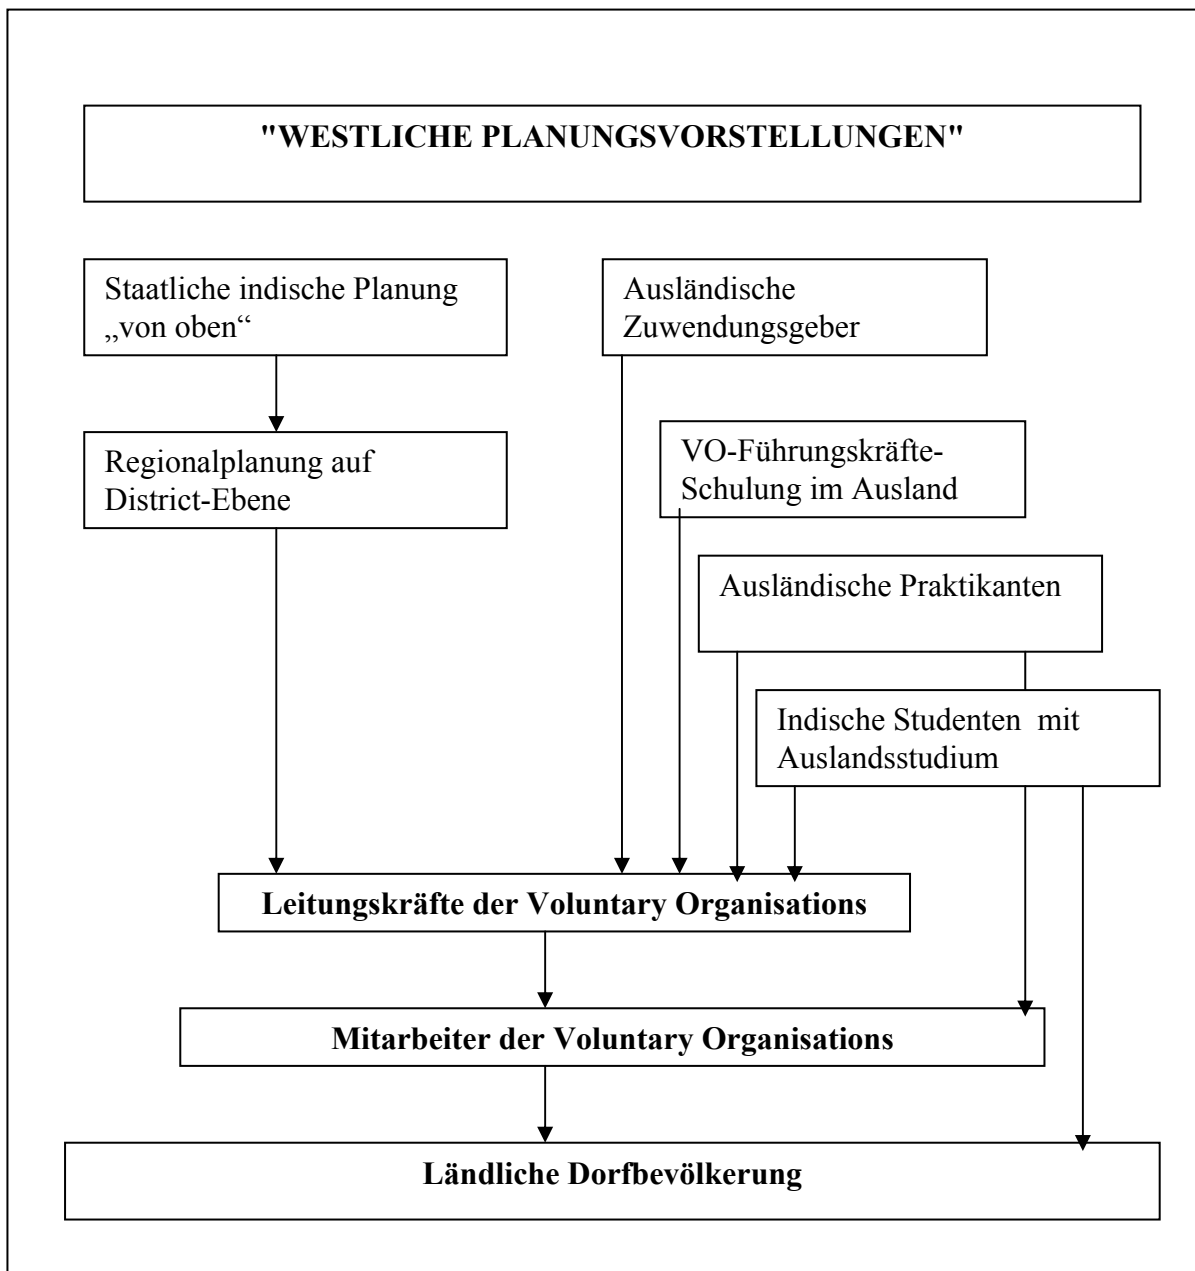 "WESTLICHE PLANUNGSVORSTELLUNGEN"
Staatliche indische Planung
„von oben“
Ausländische
Zuwendungsgeber
Regionalplanung auf
District-Ebene
VO-Führungskräfte-
Schulung im Ausland
Ausländische Praktikanten
Indische Studenten  mit
Auslandsstudium
Leitungskräfte der Voluntary Organisations
Mitarbeiter der Voluntary Organisations
Ländliche Dorfbevölkerung